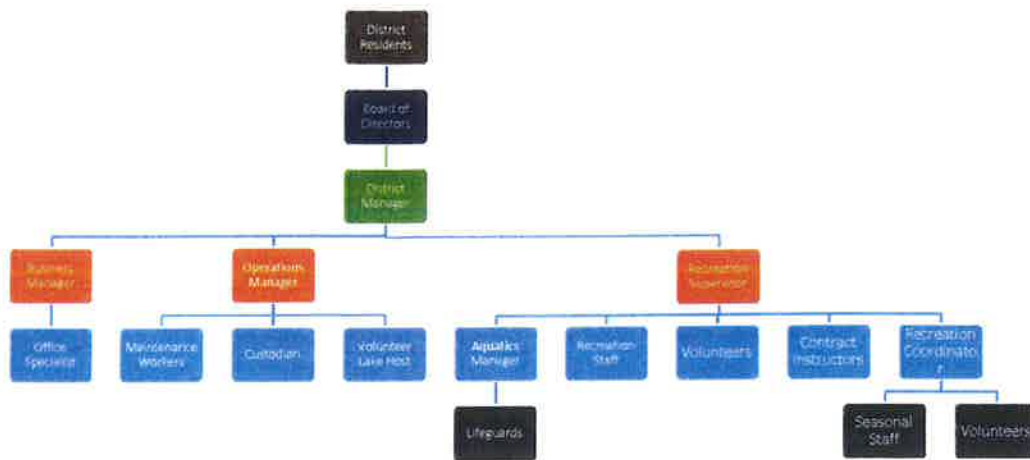 District
Residents
Board of
Directors
District
Manager
Business
Manager
Operations
Manager
Recreation
Supervisor
Office
Specialist
Maintenance
Workers
Custodian
Volunteer
Lake Host
Aquatics
Manager
Recreation
Staff
Volunteers
Contract
Instructors
Recreation
Coordinato
r
Lifeguards
Seasonal
Staff
Volunteers